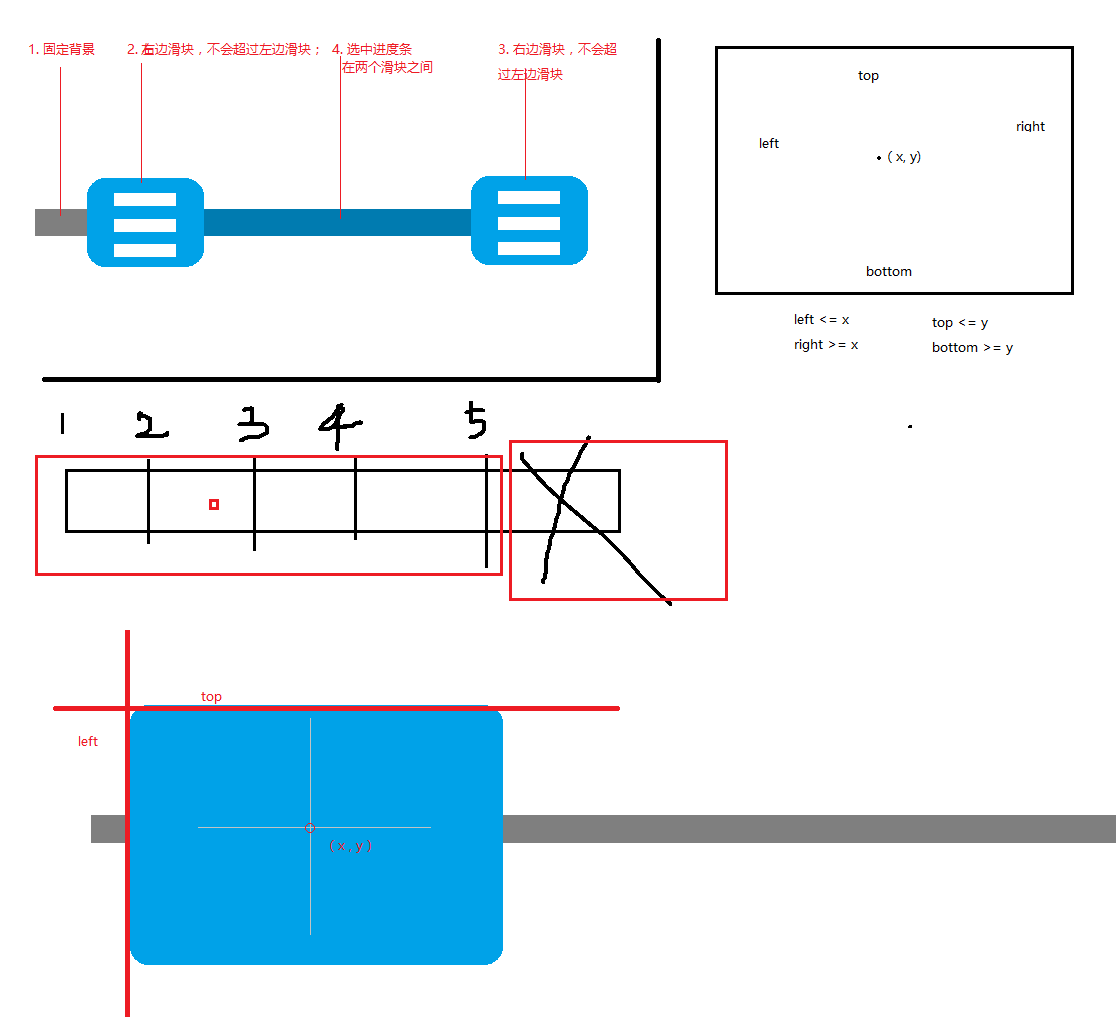 1. 固定背景
2. 左边滑块，不会超过左边滑块；
4. 选中进度条
在两个滑块之间
3. 右边滑块，不会超
过左边滑块
top
right
left
( x, y)
bottom
left <= x
top <= y
right >= x
bottom >= y
1 2 3 4 5
top
left
( x , y )